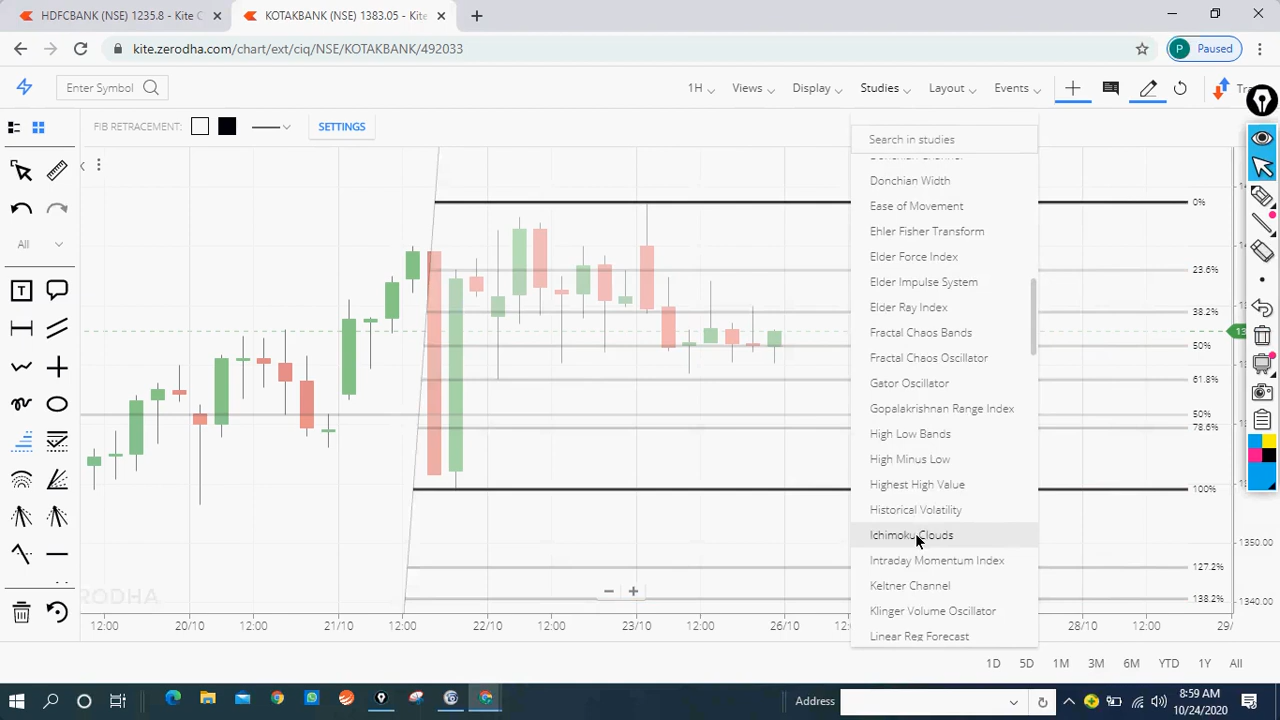 HDFCBANK (NSE) 1235.8 - Kite C
KOTAKBANK (NSE) 1383.05 - Kite
kite.zerodha.com/chart/ext/ciq/NSE/KOTAKBANK/492033
P
Paused
Enter Symbol
1H
Views
Display
Studies
Layout
Events
Tra
FIB RETRACEMENT:
SETTINGS
Search in studies
Donchian Channel
Donchian Width
Ease of Movement
Ehler Fisher Transform
Elder Force Index
Elder Impulse System
Elder Ray Index
Fractal Chaos Bands
Fractal Chaos Oscillator
Gator Oscillator
Gopalakrishnan Range Index
High Low Bands
High Minus Low
Highest High Value
Historical Volatility
Ichimoku Clouds
Intraday Momentum Index
Keltner Channel
Klinger Volume Oscillator
Linear Reg Forecast
All
T
0%
23.6%
38.2%
13
50%
61.8%
50%
78.6%
100%
1350.00
127.2%
138.2%
1340.00
RODHA
12:00
20/10
12:00
21/10
12:00
22/10
12:00
23/10
12:00
26/10
28/10
12:00
29/
1D
5D
1M
3M
6M
YTD
1Y
All
Address
8:59 AM
10/24/2020